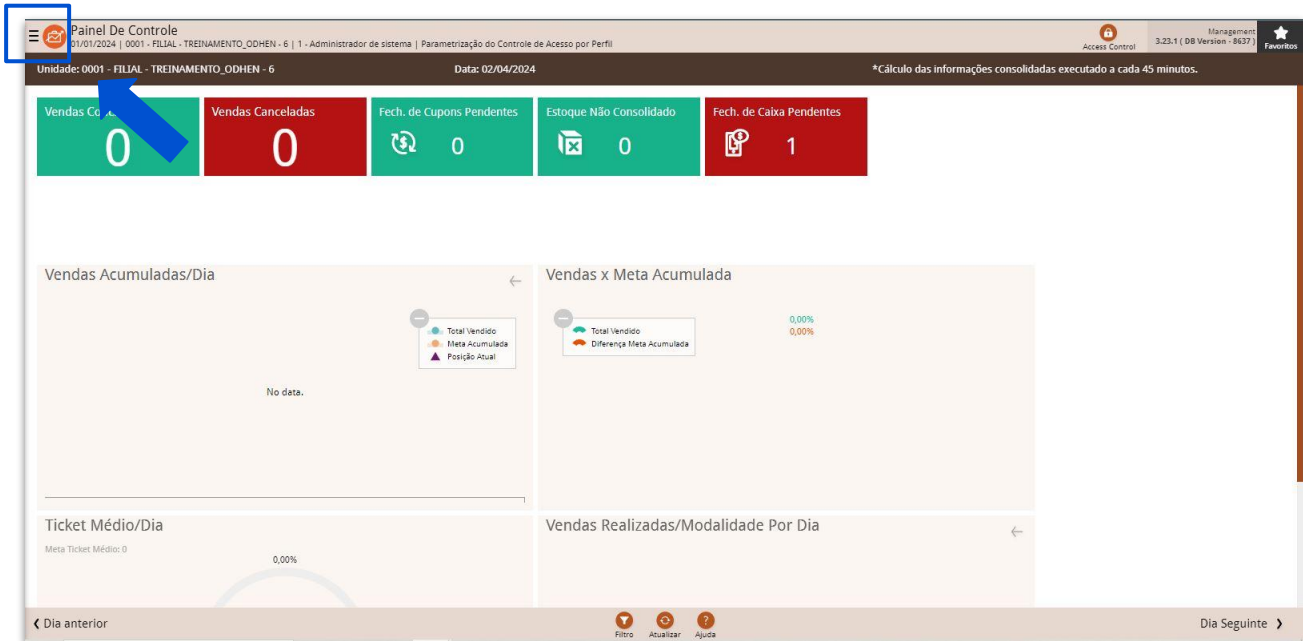 Painel De Controle
01/01/2024 | 0001 - FILIAL - TREINAMENTO_ODHEN - 6 | 1 - Administrador de sistema | Parametrização do Controle de Acesso por Perfil
Access Control
Management
3.23.1 ( DB Version - 8637 )
Favoritos
Unidade: 0001 - FILIAL - TREINAMENTO_ODHEN - 6
Data: 02/04/2024
*Cálculo das informações consolidadas executado a cada 45 minutos.
Vendas
0
Vendas Canceladas
0
Fech. de Cupons Pendentes
0
Estoque Não Consolidado
0
Fech. de Caixa Pendentes
1
Vendas Acumuladas/Dia
Total Vendido
Meta Acumulada
Posição Atual
No data.
Vendas x Meta Acumulada
Total Vendido
Diferença Meta Acumulada
0,00%
0,00%
Ticket Médio/Dia
Meta Ticket Médio: 0
0,00%
Vendas Realizadas/Modalidade Por Dia
Dia anterior
Filtro
Atualizar
Ajuda
Dia Seguinte